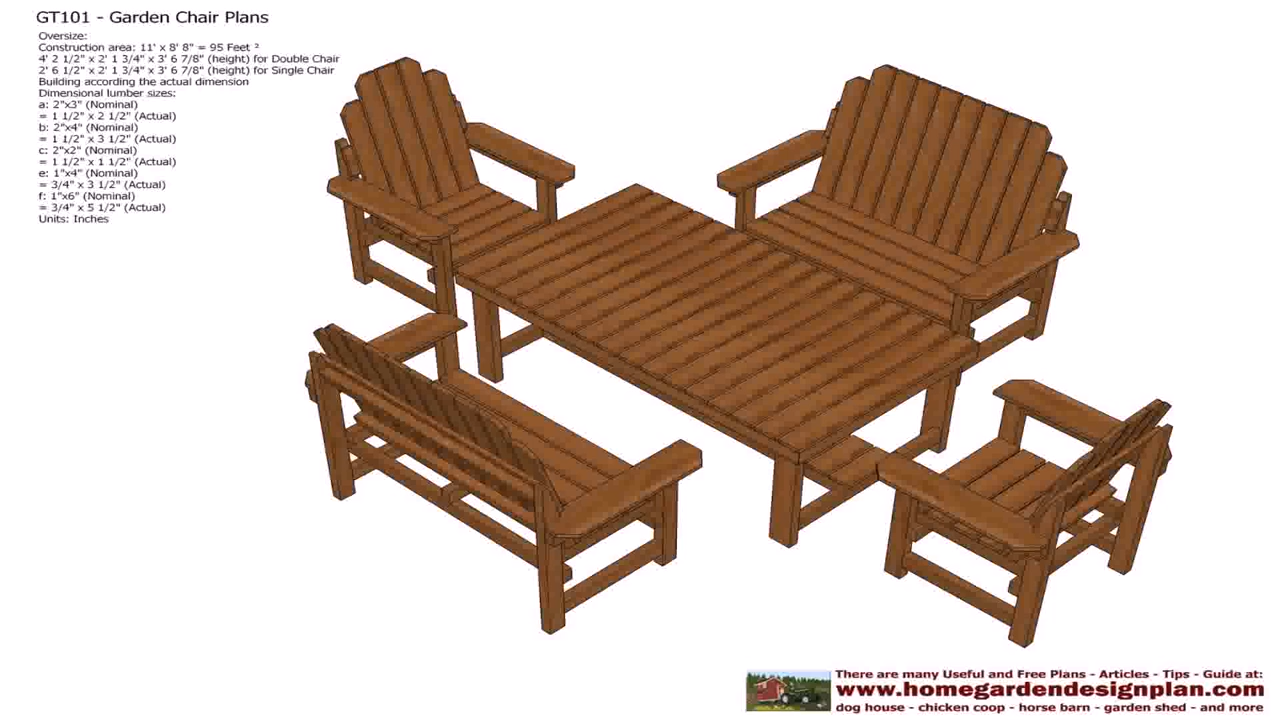 GT101 - Garden Chair Plans
Oversize:
Construction area: 11' x 8' 8" = 95 Feet ²
4' 2 1/2" x 2' 1 3/4" x 3' 6 7/8" (height) for Double Chair
2' 6 1/2" x 2' 1 3/4" x 3' 6 7/8" (height) for Single Chair
Building according the actual dimension
Dimensional lumber sizes:
a: 2"x3" (Nominal)
= 1 1/2" x 2 1/2" (Actual)
b: 2"x4" (Nominal)
= 1 1/2" x 3 1/2" (Actual)
c: 2"x2" (Nominal)
= 1 1/2" x 1 1/2" (Actual)
e: 1"x4" (Nominal)
= 3/4" x 3 1/2" (Actual)
f: 1"x6" (Nominal)
= 3/4" x 5 1/2" (Actual)
Units: Inches
There are many Useful and Free Plans - Articles - Tips - Guide at:
www.homegardendesignplan.com
dog house - chicken coop - horse barn - garden shed - and more